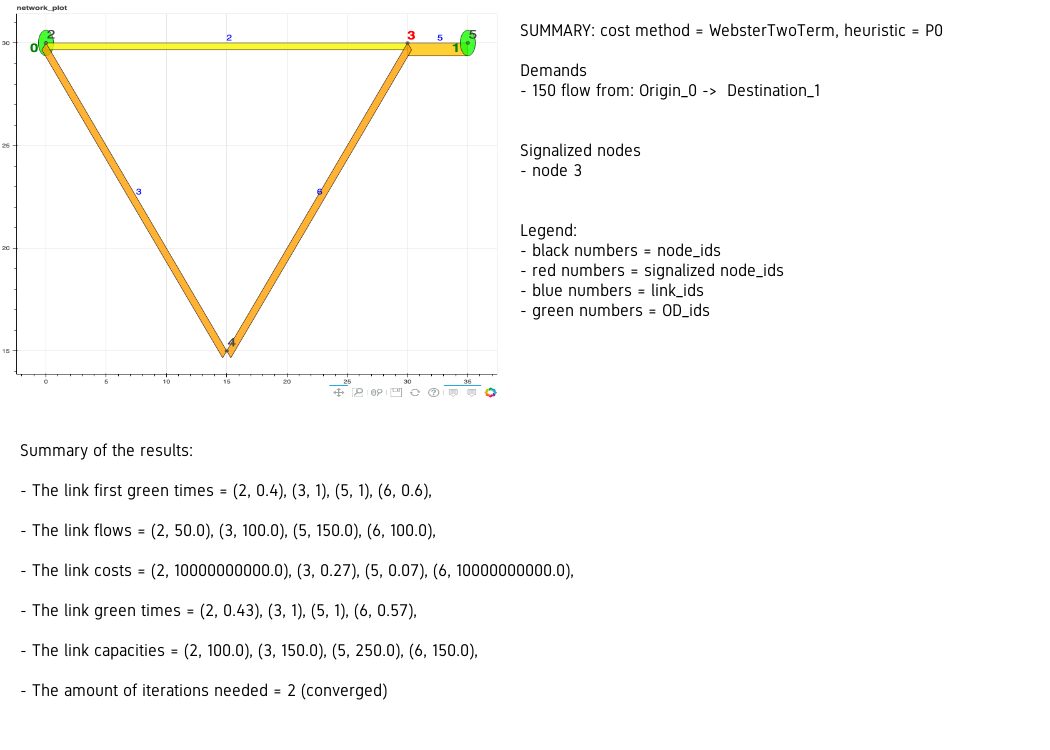 network_plot
2
5
2
3
5
0
1
30
25
3
6
20
4
15
0
5
10
15
20
25
30
35
SUMMARY: cost method = WebsterTwoTerm, heuristic = P0
Demands
- 150 flow from: Origin_0 -> Destination_1
Signalized nodes
- node 3
Legend:
- black numbers = node_ids
- red numbers = signalized node_ids
- blue numbers = link_ids
- green numbers = OD_ids
Summary of the results:
- The link first green times = (2, 0.4), (3, 1), (5, 1), (6, 0.6),
- The link flows = (2, 50.0), (3, 100.0), (5, 150.0), (6, 100.0),
- The link costs = (2, 10000000000.0), (3, 0.27), (5, 0.07), (6, 10000000000.0),
- The link green times = (2, 0.43), (3, 1), (5, 1), (6, 0.57),
- The link capacities = (2, 100.0), (3, 150.0), (5, 250.0), (6, 150.0),
- The amount of iterations needed = 2 (converged)